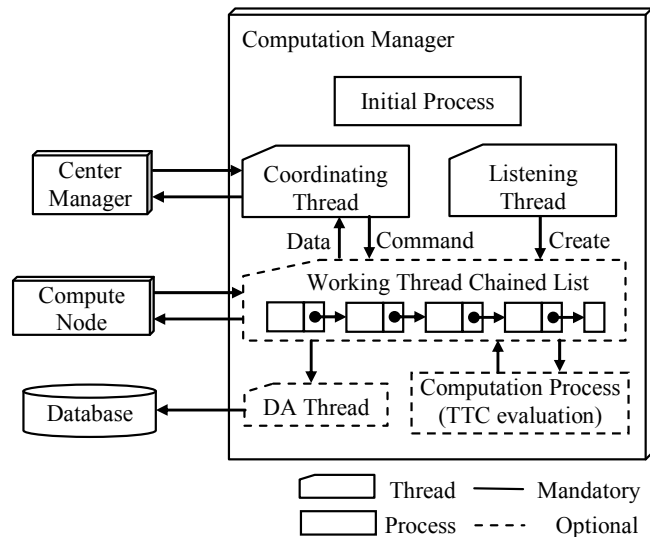 Computation Manager
Initial Process
Center
Manager
Coordinating
Thread
Listening
Thread
Data
Command
Create
Compute
Node
Working Thread Chained List
Database
DA Thread
Computation Process
(TTC evaluation)
Thread
Mandatory
Process
Optional